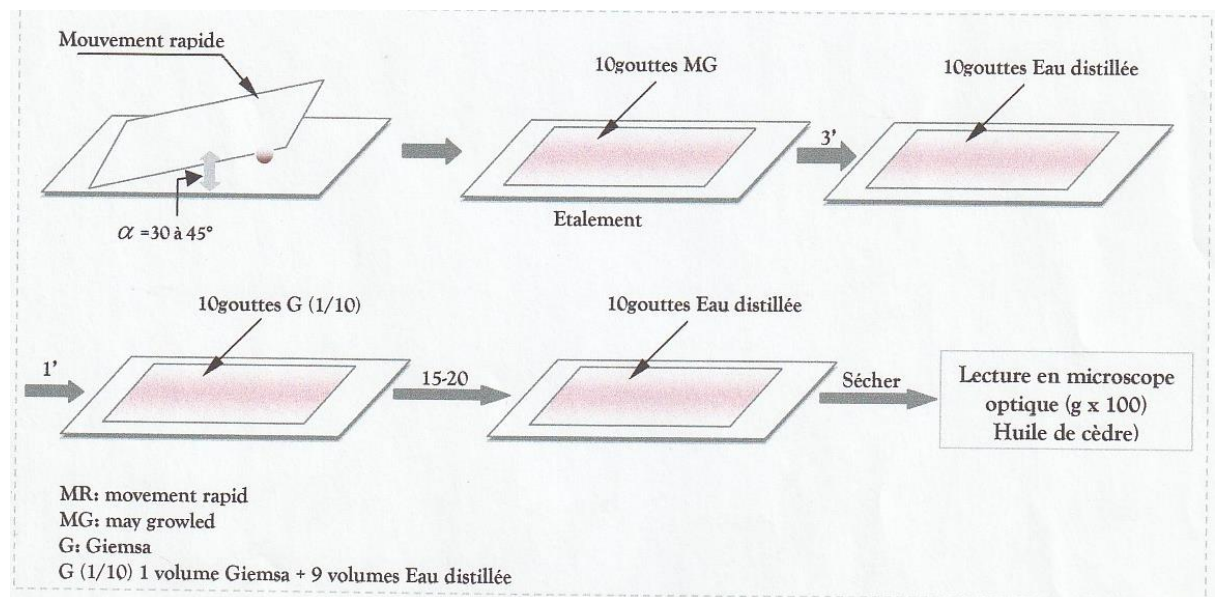 Mouvement rapide
α =30 à 45°
10gouttes MG
Etalement
3’
10gouttes Eau distillée
1’
10gouttes G (1/10)
15-20
10gouttes Eau distillée
Sécher
Lecture en microscope
optique (g x 100)
Huile de cèdre)
MR: movement rapid
MG: may growled
G: Giemsa
G (1/10) 1 volume Giemsa + 9 volumes Eau distillée